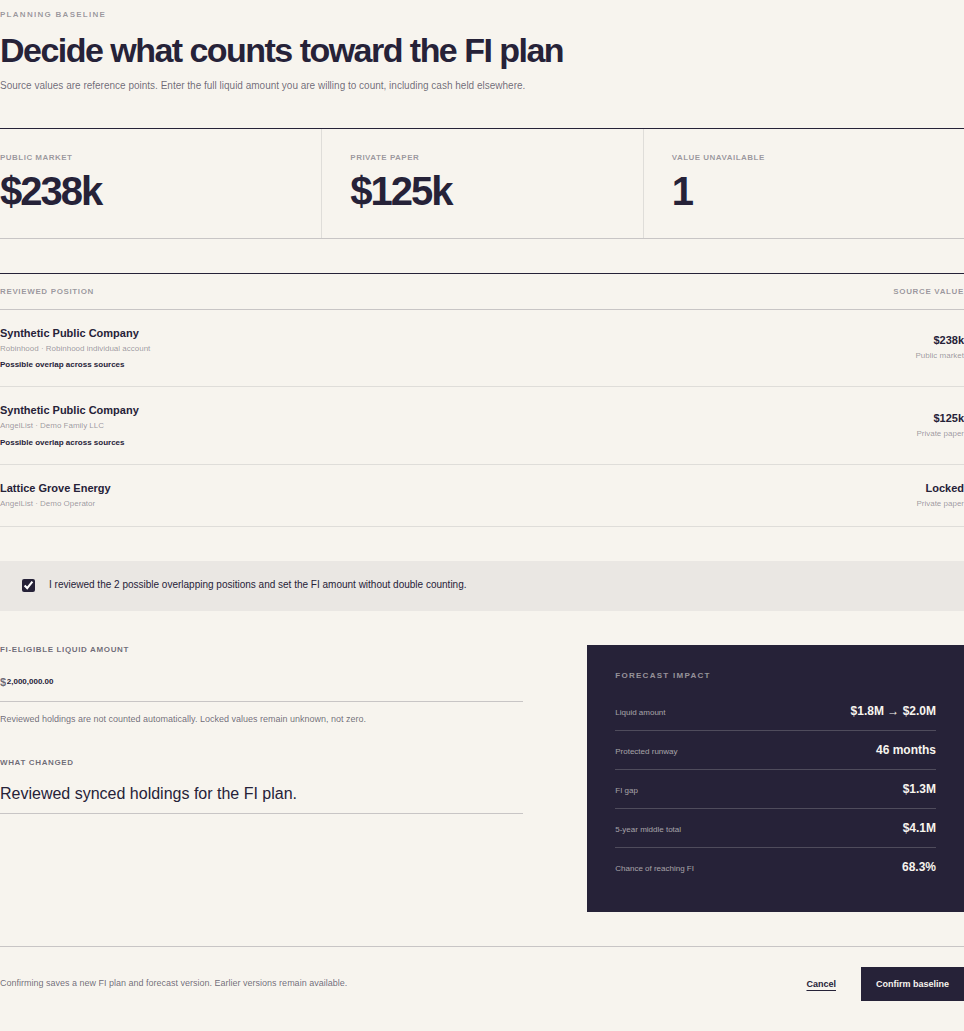 PLANNING BASELINE
Decide what counts toward the FI plan
Source values are reference points. Enter the full liquid amount you are willing to count, including cash held elsewhere.
PUBLIC MARKET
$238k
PRIVATE PAPER
$125k
VALUE UNAVAILABLE
1
REVIEWED POSITION SOURCE VALUE
Synthetic Public Company
Robinhood · Robinhood individual account
Possible overlap across sources
$238k
Public market
Synthetic Public Company
AngelList · Demo Family LLC
Possible overlap across sources
$125k
Private paper
Lattice Grove Energy
AngelList · Demo Operator
Locked
Private paper
I reviewed the 2 possible overlapping positions and set the FI amount without double counting.
FI-ELIGIBLE LIQUID AMOUNT
$2,000,000.00
Reviewed holdings are not counted automatically. Locked values remain unknown, not zero.
WHAT CHANGED
Reviewed synced holdings for the FI plan.
FORECAST IMPACT
Liquid amount $1.8M → $2.0M
Protected runway 46 months
FI gap $1.3M
5-year middle total $4.1M
Chance of reaching FI 68.3%
Confirming saves a new FI plan and forecast version. Earlier versions remain available.
Cancel
Confirm baseline